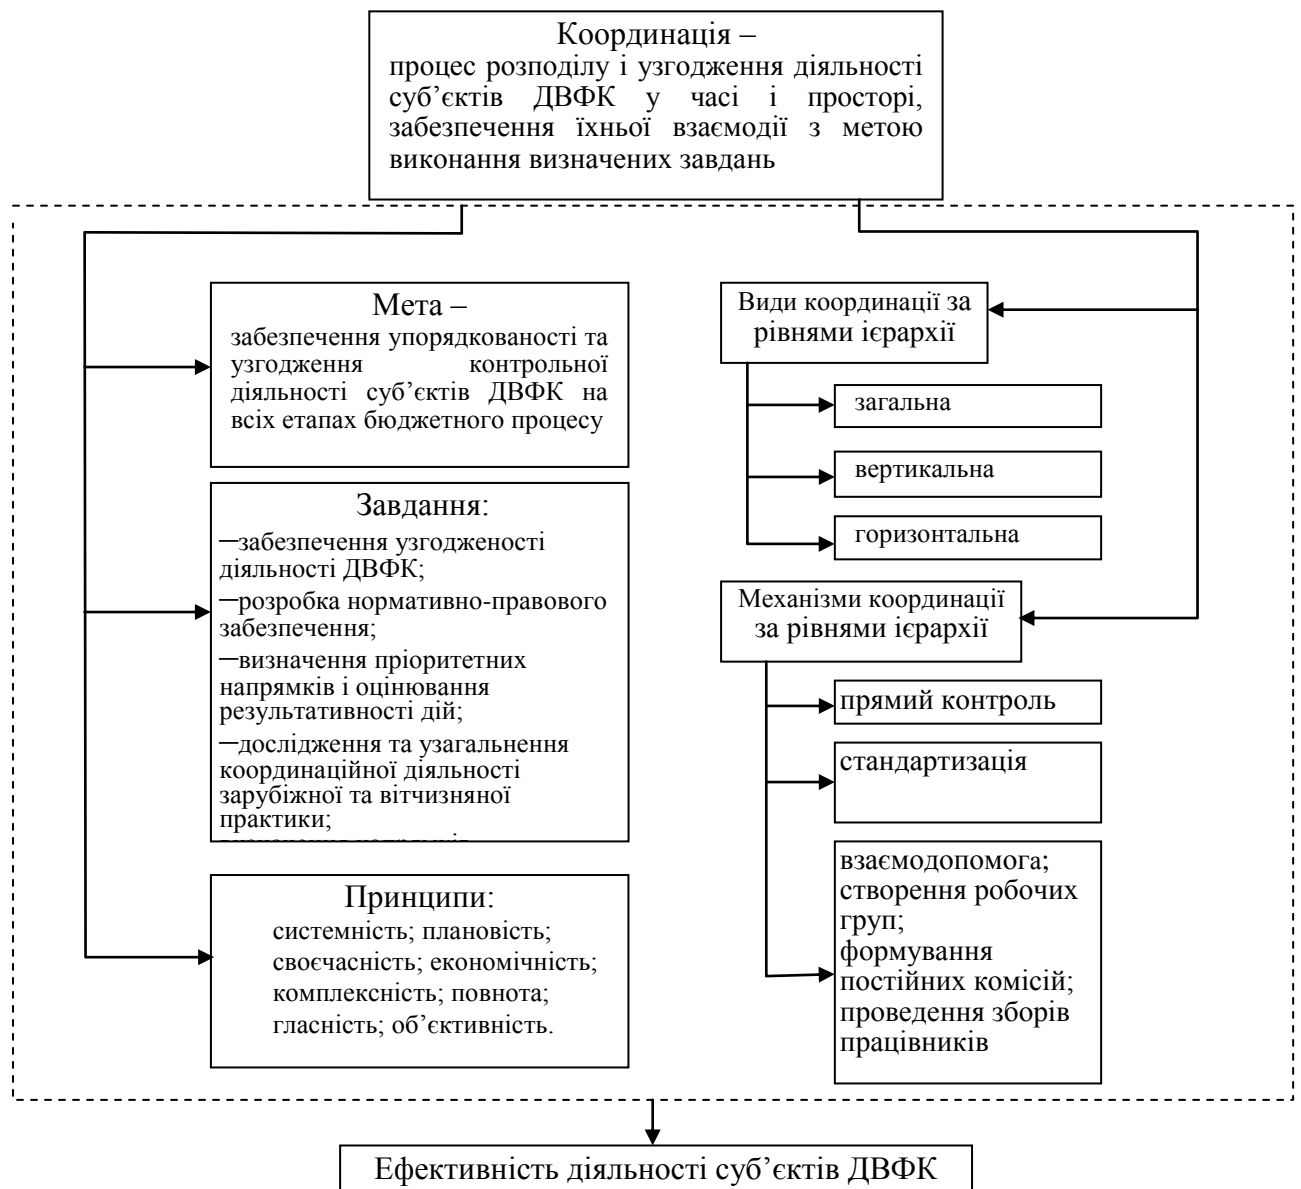 Координація –
процес розподілу і узгодження діяльності
суб’єктів ДВФК у часі і просторі,
забезпечення їхньої взаємодії з метою
виконання визначених завдань
Мета –
забезпечення упорядкованості та
узгодження контрольної
діяльності суб’єктів ДВФК на
всіх етапах бюджетного процесу
Завдання:
—забезпечення узгодженості
діяльності ДВФК;
—розробка нормативно-правового
забезпечення;
—визначення пріоритетних
напрямків і оцінювання
результативності дій;
—дослідження та узагальнення
координаційної діяльності
зарубіжної та вітчизняної
практики;
Принципи:
системність; плановість;
своєчасність; економічність;
комплексність; повнота;
гласність; об’єктивність.
Види координації за
рівнями ієрархії
загальна
вертикальна
горизонтальна
Механізми координації
за рівнями ієрархії
прямий контроль
стандартизація
взаємодопомога;
створення робочих
груп;
формування
постійних комісій;
проведення зборів
працівників
Ефективність діяльності суб’єктів ДВФК